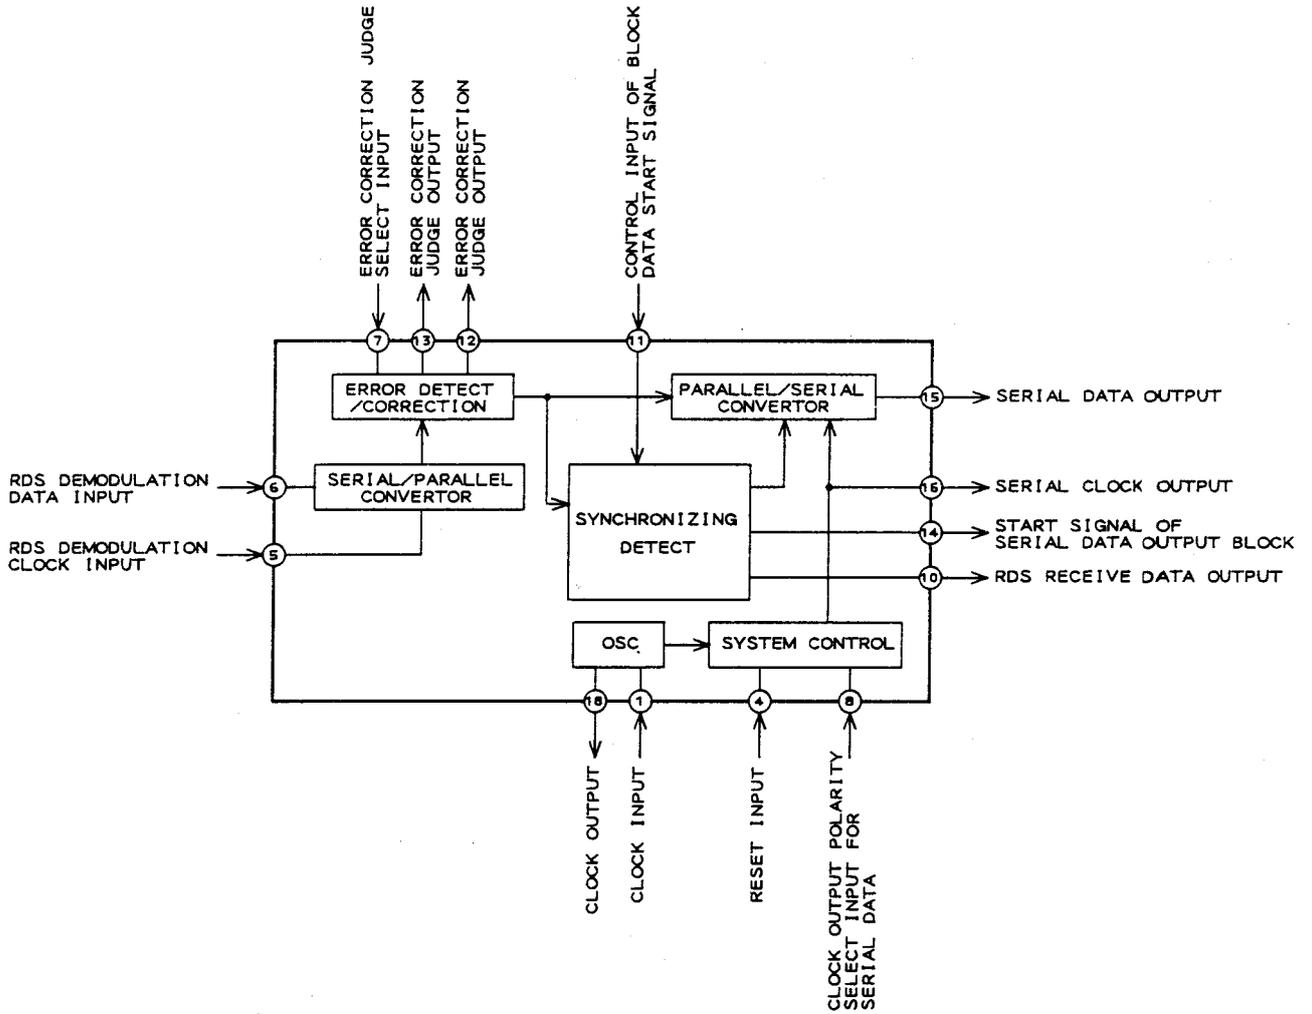 ERROR CORRECTION JUDGE
SELECT INPUT
ERROR CORRECTION
JUDGE OUTPUT
ERROR CORRECTION
JUDGE OUTPUT
CONTROL INPUT OF BLOCK
DATA START SIGNAL
7
13
12
11
ERROR DETECT
/CORRECTION
PARALLEL/SERIAL
CONVERTOR
15
SERIAL DATA OUTPUT
RDS DEMODULATION
DATA INPUT
6
SERIAL/PARALLEL
CONVERTOR
16
SERIAL CLOCK OUTPUT
SYNCHRONIZING
DETECT
14
START SIGNAL OF
SERIAL DATA OUTPUT BLOCK
RDS DEMODULATION
CLOCK INPUT
5
10
RDS RECEIVE DATA OUTPUT
OSC
SYSTEM CONTROL
18
1
4
8
CLOCK OUTPUT
CLOCK INPUT
RESET INPUT
CLOCK OUTPUT POLARITY
SELECT INPUT FOR
SERIAL DATA